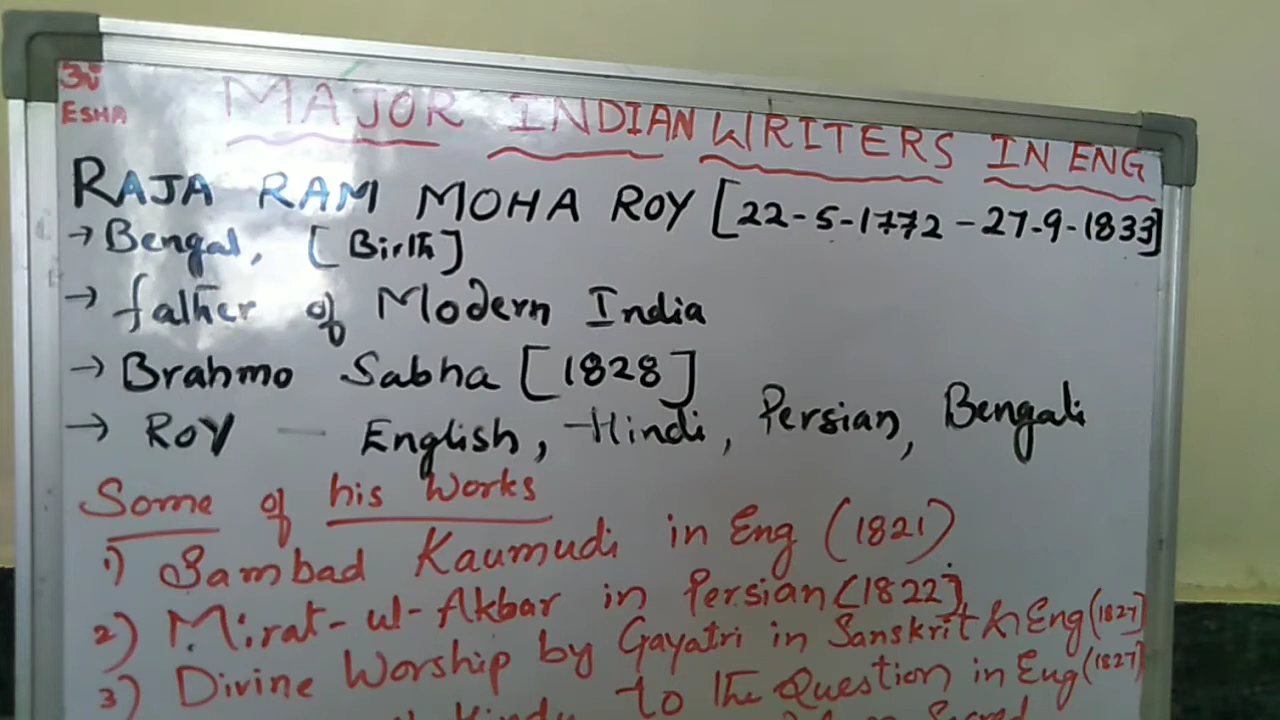 ॐ
ESHA
MAJOR INDIAN WRITERS IN ENG
RAJA RAM MOHA ROY [22-5-1772 - 27-9-1833]
→ Bengal, [Birth]
→ father of Modern India
→ Brahmo Sabha [1828]
→ ROY — English, Hindi, Persian, Bengali
Some of his Works
1) Sambad Kaumudi in Eng (1821)
2) Mirat-ul-Akbar in Persian (1822]
3) Divine Worship by Gayatri in Sanskrit & Eng (1827]
to the Question in Eng (1827]